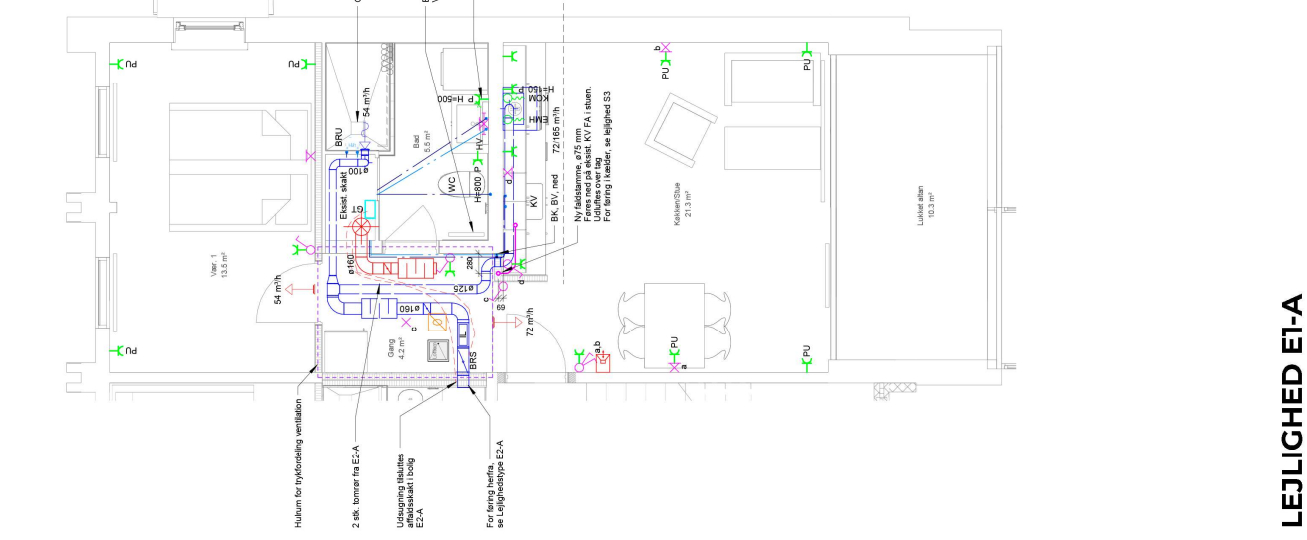 PU
PU
Vær. 1
13.5 m²
54 m³/h
PU
Hulrum for trykfordeling ventilation
2 stk. tomrør fra E2-A
Udsugning tilsluttes
affaldsskakt i bolig
E2-A
For føring herfra,
se Lejlighedstype E2-A
BRU
54 m³/h
ø100
Eksist. skakt
GT
ø160
ø125
ø160
Gang
4.2 m²
BRS
L
Bad
5.5 m²
WC
H=800 P
HV
P H=500
280
69
72 m³/h
c
d
d
KV
EMH
KCM
H=450 P
72/165 m³/h
BK, BV, ned
Ny faldstamme, ø75 mm
Føres ned på eksist. KV FA i stuen.
Udluftes over tag
For føring i kælder, se lejlighed S3
a,b
PU
a
PU
b
PU
PU
Køkken/Stue
21.3 m²
Lukket altan
10.3 m²
LEJLIGHED E1-A